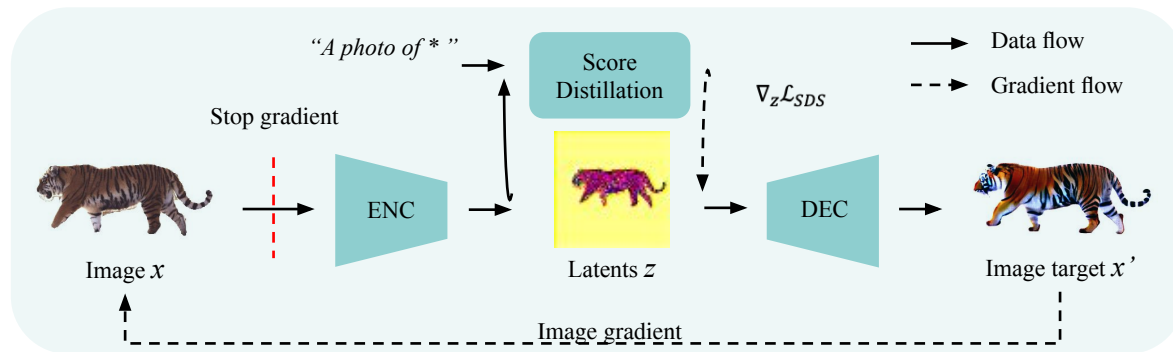 “A photo of * ”
Score
Distillation
Data flow
Gradient flow
∇zℒSDS
Stop gradient
ENC
DEC
Image x
Latents z
Image target x’
Image gradient